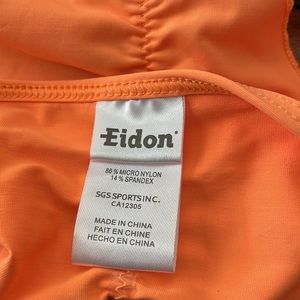 Eidon
86% MICRO NYLON
14% SPANDEX
SGS SPORTS INC.
CA12305
MADE IN CHINA
FAIT EN CHINE
HECHO EN CHINA